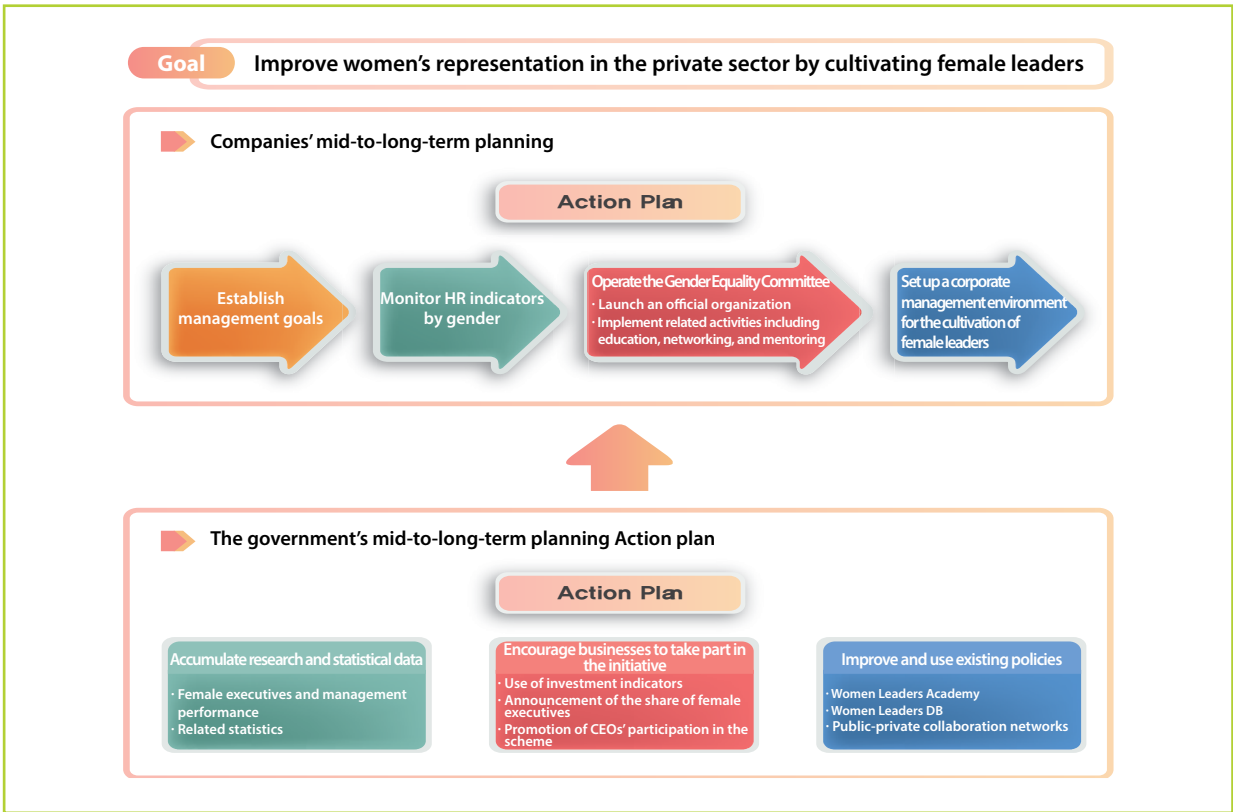 Goal
Improve women's representation in the private sector by cultivating female leaders
Companies' mid-to-long-term planning
Action Plan
Establish
management goals
Monitor HR indicators
by gender
Operate the Gender Equality Committee
· Launch an official organization
· Implement related activities including
education, networking, and mentoring
Set up a corporate
management environment
for the cultivation of
female leaders
The government's mid-to-long-term planning Action plan
Action Plan
Accumulate research and statistical data
· Female executives and management
performance
· Related statistics
Encourage businesses to take part in
the initiative
· Use of investment indicators
· Announcement of the share of female
executives
· Promotion of CEOs' participation in the
scheme
Improve and use existing policies
· Women Leaders Academy
· Women Leaders DB
· Public-private collaboration networks